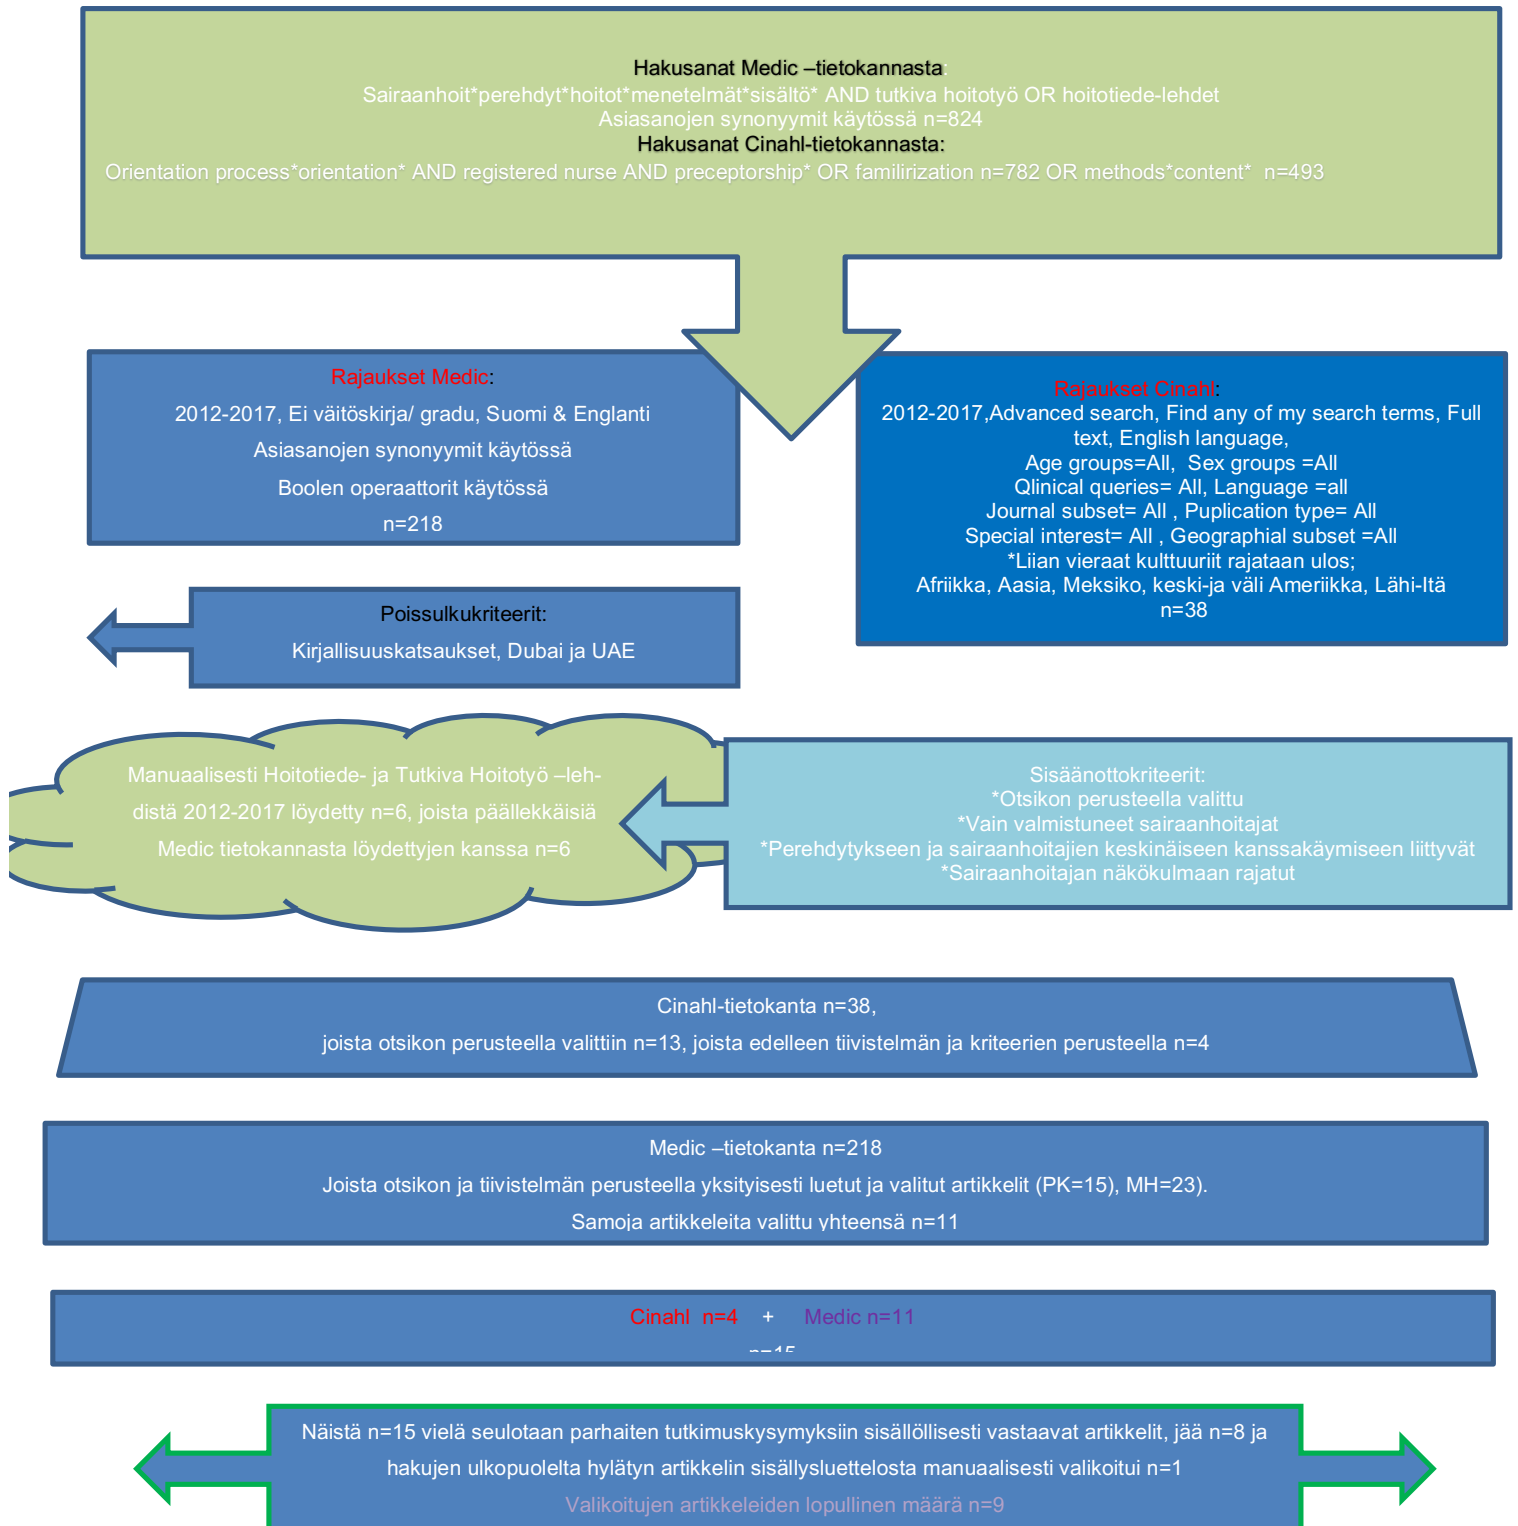 Hakusanat Medic –tietokannasta:
Sairaanhoit*perehdyt*hoitot*menetelmät*sisältö* AND tutkiva hoitotyö OR hoitotiede-lehdet
Asiasanojen synonyymit käytössä n=824
Hakusanat Cinahl-tietokannasta:
Orientation process*orientation* AND registered nurse AND preceptorship* OR familirization n=782 OR methods*content* n=493
Rajaukset Medic:
2012-2017, Ei väitöskirja/ gradu, Suomi & Englanti
Asiasanojen synonyymit käytössä
Boolen operaattorit käytössä
n=218
Rajaukset Cinahl:
2012-2017,Advanced search, Find any of my search terms, Full
text, English language,
Age groups=All, Sex groups =All
Qlinical queries= All, Language =all
Journal subset= All , Puplication type= All
Special interest= All , Geographial subset =All
*Liian vieraat kulttuuriit rajataan ulos;
Afriikka, Aasia, Meksiko, keski-ja väli Ameriikka, Lähi-Itä
n=38
Poissulkukriteerit:
Kirjallisuuskatsaukset, Dubai ja UAE
Manuaalisesti Hoitotiede- ja Tutkiva Hoitotyö –leh-
distä 2012-2017 löydetty n=6, joista päällekkäisiä
Medic tietokannasta löydettyjen kanssa n=6
Sisäänottokriteerit:
*Otsikon perusteella valittu
*Vain valmistuneet sairaanhoitajat
*Perehdytykseen ja sairaanhoitajien keskinäiseen kanssakäymiseen liittyvät
*Sairaanhoitajan näkökulmaan rajatut
Cinahl-tietokanta n=38,
joista otsikon perusteella valittiin n=13, joista edelleen tiivistelmän ja kriteerien perusteella n=4
Medic –tietokanta n=218
Joista otsikon ja tiivistelmän perusteella yksityisesti luetut ja valitut artikkelit (PK=15), MH=23).
Samoja artikkeleita valittu yhteensä n=11
Cinahl n=4 + Medic n=11
n=15
Näistä n=15 vielä seulotaan parhaiten tutkimuskysymyksiin sisällöllisesti vastaavat artikkelit, jää n=8 ja
hakujen ulkopuolelta hylätyn artikkelin sisällysluettelosta manuaalisesti valikoitui n=1
Valikoitujen artikkeleiden lopullinen määrä n=9